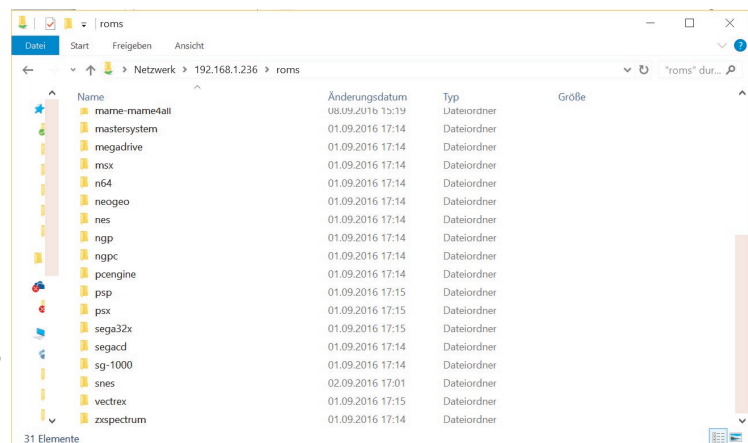 roms
Datei Start Freigeben Ansicht
Netzwerk > 192.168.1.236 > roms "roms" dur...
Name Änderungsdatum Typ Größe
mame-mame4all 08.09.2016 15:19 Dateiordner
mastersystem 01.09.2016 17:14 Dateiordner
megadrive 01.09.2016 17:14 Dateiordner
msx 01.09.2016 17:14 Dateiordner
n64 01.09.2016 17:14 Dateiordner
neogeo 01.09.2016 17:14 Dateiordner
nes 01.09.2016 17:14 Dateiordner
ngp 01.09.2016 17:14 Dateiordner
ngpc 01.09.2016 17:14 Dateiordner
pcengine 01.09.2016 17:14 Dateiordner
psp 01.09.2016 17:15 Dateiordner
psx 01.09.2016 17:15 Dateiordner
sega32x 01.09.2016 17:15 Dateiordner
segacd 01.09.2016 17:14 Dateiordner
sg-1000 01.09.2016 17:14 Dateiordner
snes 02.09.2016 17:01 Dateiordner
vectrex 01.09.2016 17:15 Dateiordner
zxspectrum 01.09.2016 17:14 Dateiordner
31 Elemente